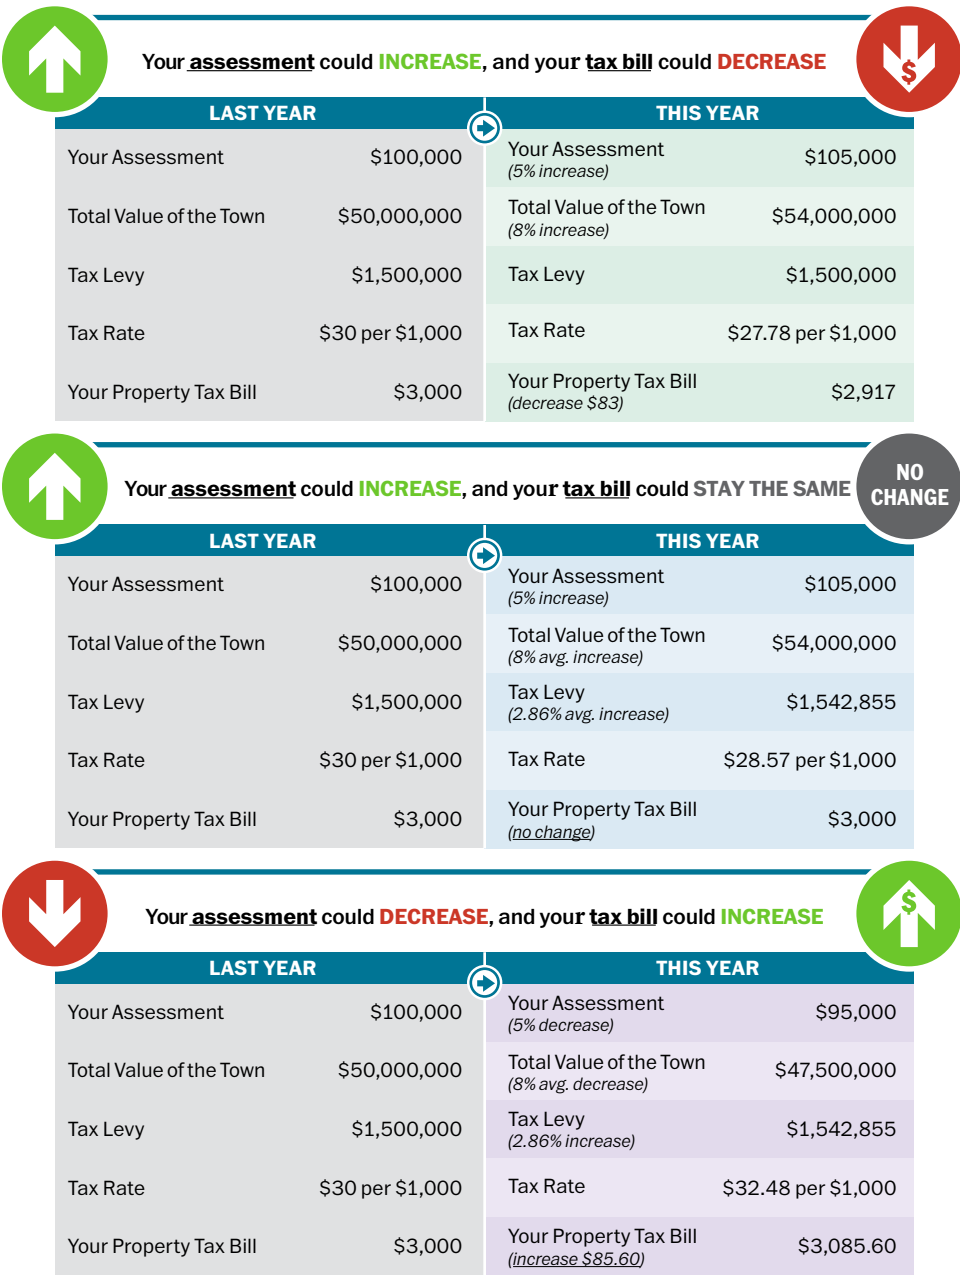 Your assessment could INCREASE, and your tax bill could DECREASE
$
LAST YEAR THIS YEAR
Your Assessment $100,000 Your Assessment $105,000
(5% increase)
Total Value of the Town $50,000,000 Total Value of the Town $54,000,000
(8% increase)
Tax Levy $1,500,000 Tax Levy $1,500,000
Tax Rate $30 per $1,000 Tax Rate $27.78 per $1,000
Your Property Tax Bill $3,000 Your Property Tax Bill $2,917
(decrease $83)
Your assessment could INCREASE, and your tax bill could STAY THE SAME
NO
CHANGE
LAST YEAR THIS YEAR
Your Assessment $100,000 Your Assessment $105,000
(5% increase)
Total Value of the Town $50,000,000 Total Value of the Town $54,000,000
(8% avg. increase)
Tax Levy $1,500,000 Tax Levy $1,542,855
(2.86% avg. increase)
Tax Rate $30 per $1,000 Tax Rate $28.57 per $1,000
Your Property Tax Bill $3,000 Your Property Tax Bill $3,000
(no change)
Your assessment could DECREASE, and your tax bill could INCREASE
$
LAST YEAR THIS YEAR
Your Assessment $100,000 Your Assessment $95,000
(5% decrease)
Total Value of the Town $50,000,000 Total Value of the Town $47,500,000
(8% avg. decrease)
Tax Levy $1,500,000 Tax Levy $1,542,855
(2.86% increase)
Tax Rate $30 per $1,000 Tax Rate $32.48 per $1,000
Your Property Tax Bill $3,000 Your Property Tax Bill $3,085.60
(increase $85.60)